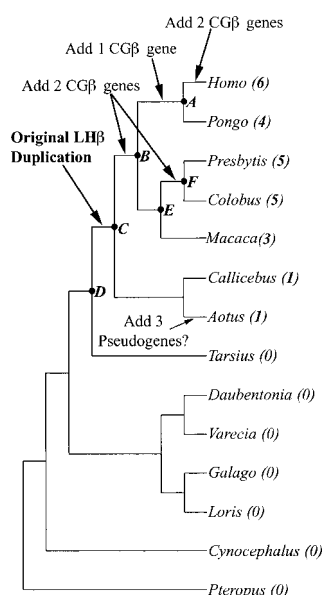 Add 2 CGβ genes
Add 1 CGβ gene
Homo (6)
Add 2 CGβ genes
A
Pongo (4)
Original LHβ
Duplication
Presbytis (5)
B
F
Colobus (5)
E
C
Macaca(3)
Callicebus (1)
D
Aotus (1)
Add 3
Pseudogenes?
Tarsius (0)
Daubentonia (0)
Varecia (0)
Galago (0)
Loris (0)
Cynocephalus (0)
Pteropus (0)